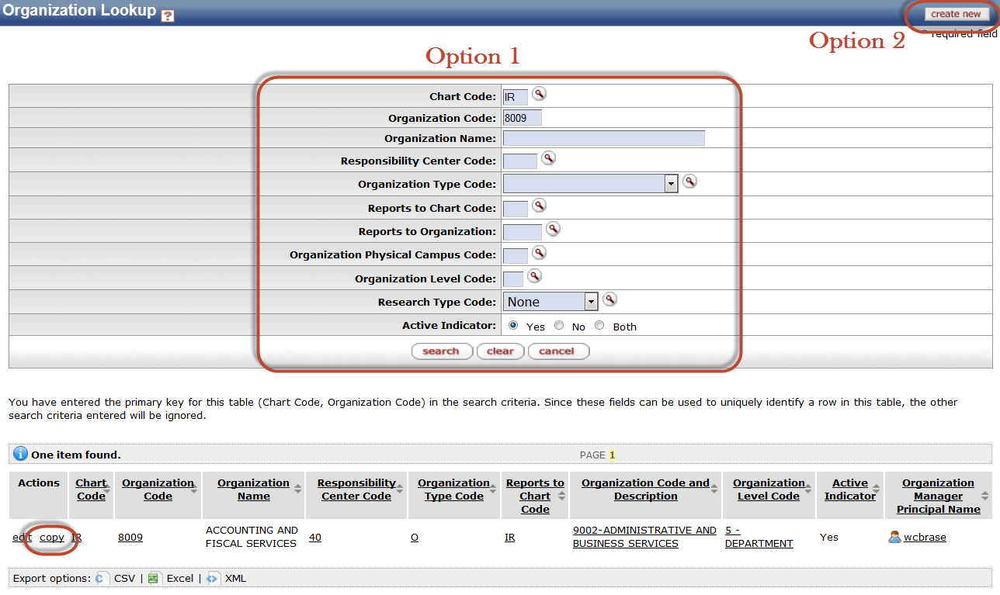 Organization Lookup ?
create new
* required field
Option 1
Option 2
Chart Code: IR
Organization Code: 8009
Organization Name:
Responsibility Center Code:
Organization Type Code:
Reports to Chart Code:
Reports to Organization:
Organization Physical Campus Code:
Organization Level Code:
Research Type Code: None
Active Indicator: Yes No Both
search clear cancel
You have entered the primary key for this table (Chart Code, Organization Code) in the search criteria. Since these fields can be used to uniquely identify a row in this table, the other
search criteria entered will be ignored.
One item found. PAGE 1
Actions
Chart
Code
Organization
Code
Organization
Name
Responsibility
Center Code
Organization
Type Code
Reports to
Chart
Code
Organization Code and
Description
Organization
Level Code
Active
Indicator
Organization
Manager
Principal Name
edit copy
IR
8009
ACCOUNTING AND
FISCAL SERVICES
40
O
IR
9002-ADMINISTRATIVE AND
BUSINESS SERVICES
5 -
DEPARTMENT
Yes
wcbrase
Export options: CSV | Excel | XML